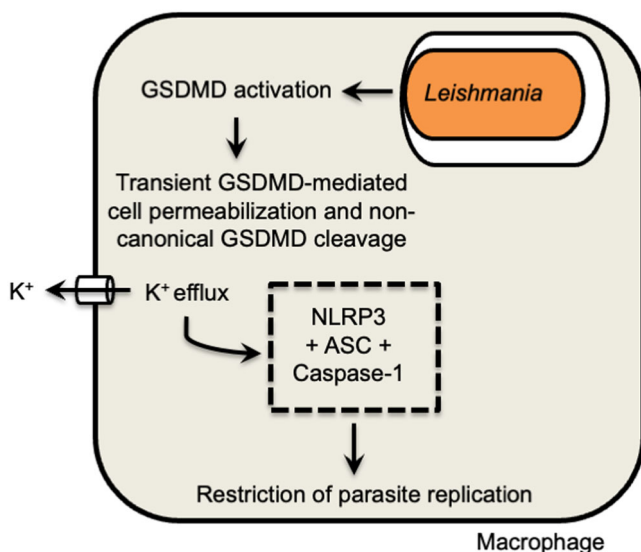 Leishmania
GSDMD activation
Transient GSDMD-mediated
cell permeabilization and non-
canonical GSDMD cleavage
K⁺
K⁺ efflux
NLRP3
+ ASC +
Caspase-1
Restriction of parasite replication
Macrophage